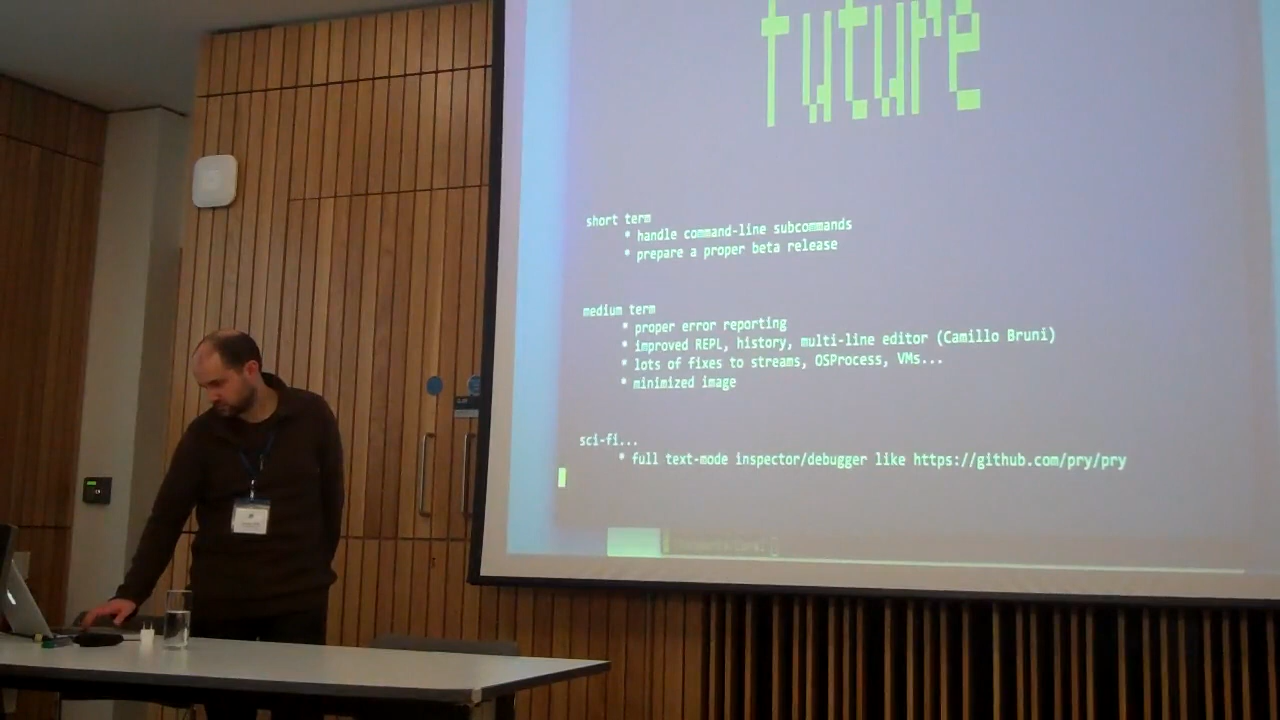 future
short term
* handle command-line subcommands
* prepare a proper beta release
medium term
* proper error reporting
* improved REPL, history, multi-line editor (Camillo Bruni)
* lots of fixes to streams, OSProcess, VMs...
* minimized image
sci-fi...
* full text-mode inspector/debugger like https://github.com/pry/pry